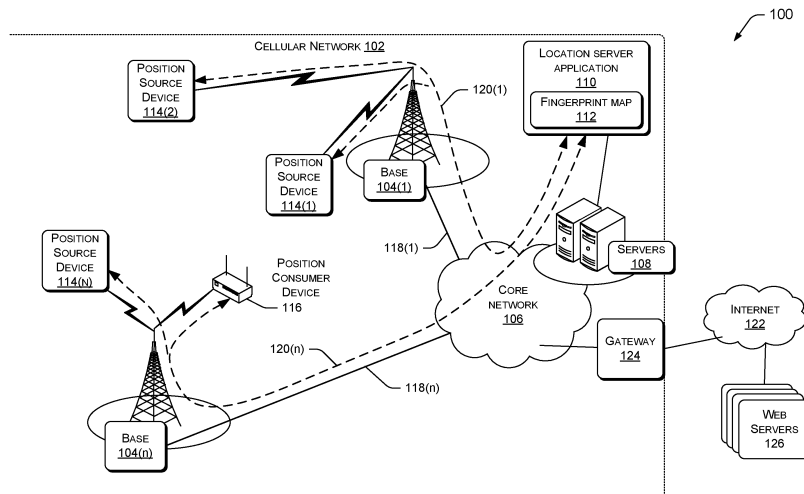 100
CELLULAR NETWORK 102
POSITION
SOURCE
DEVICE
114(2)
LOCATION SERVER
APPLICATION
110
FINGERPRINT MAP
112
120(1)
POSITION
SOURCE
DEVICE
114(1)
BASE
104(1)
118(1)
SERVERS
108
POSITION
SOURCE
DEVICE
114(N)
POSITION
CONSUMER
DEVICE
116
CORE
NETWORK
106
INTERNET
122
GATEWAY
124
120(n)
118(n)
BASE
104(n)
WEB
SERVERS
126